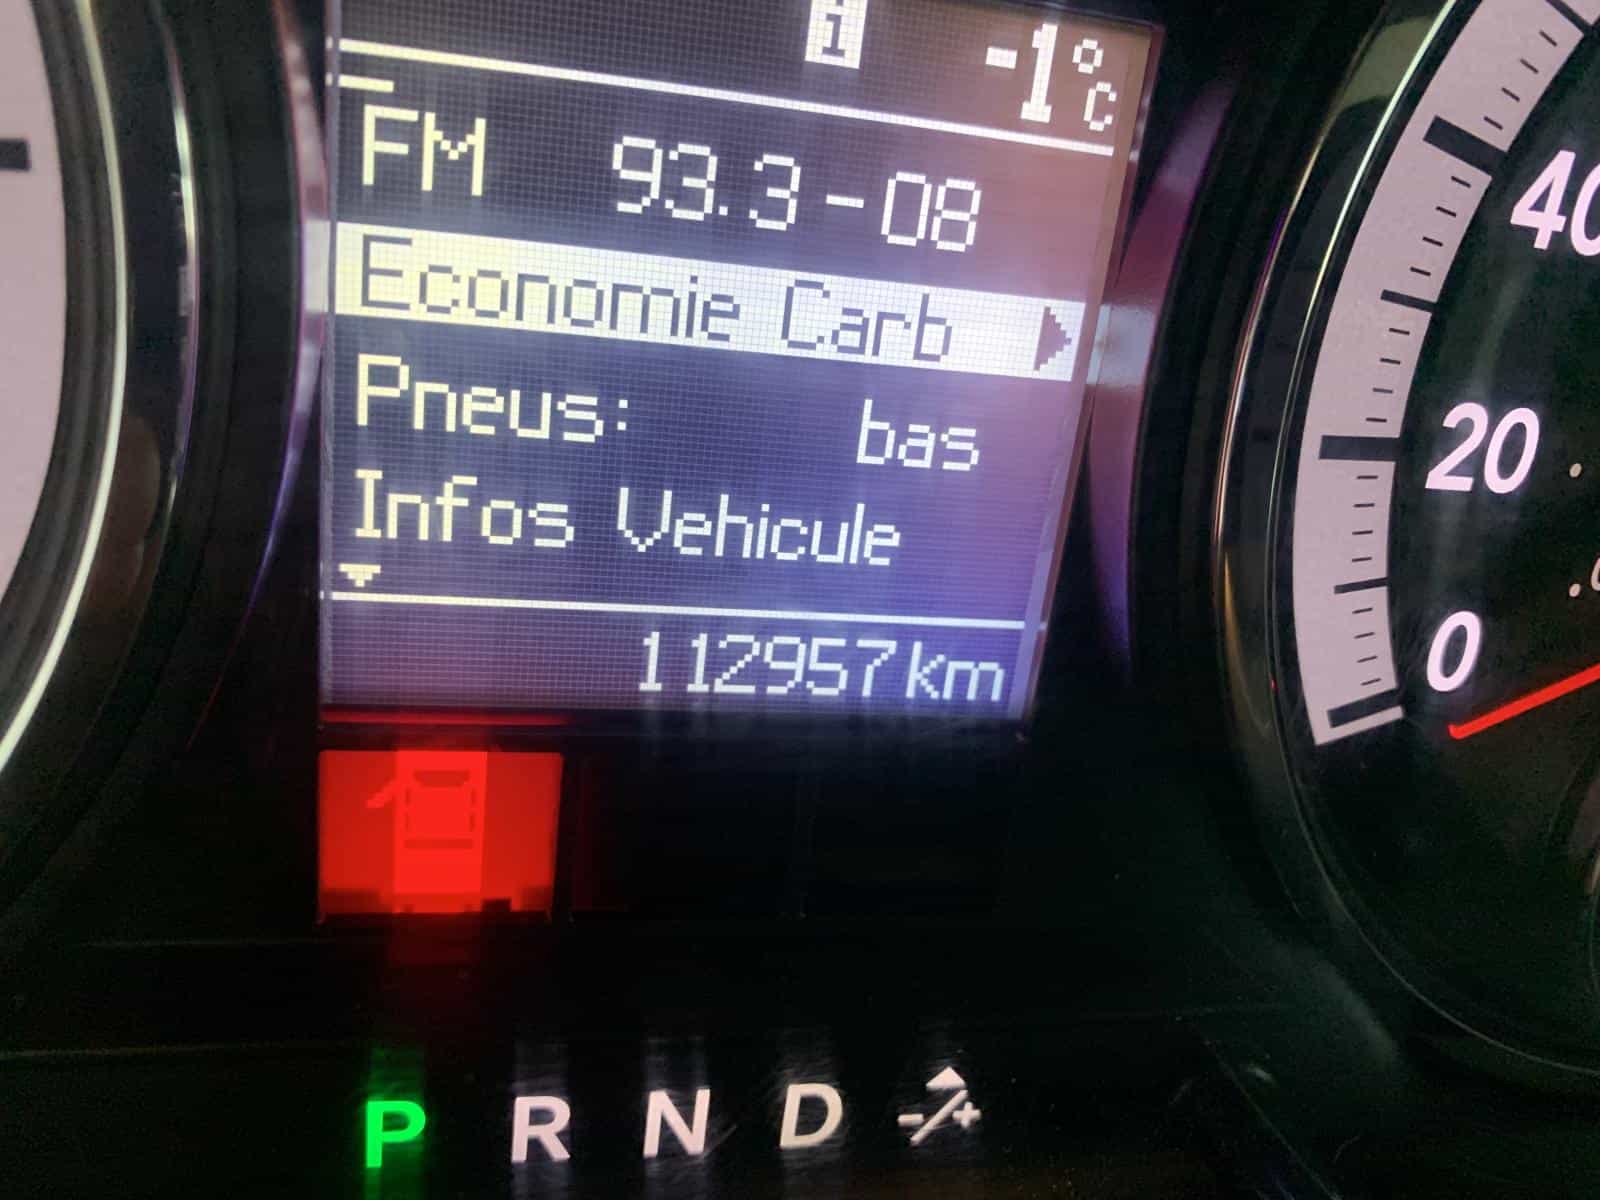 i -1°C
FM 93.3-08
Economie Carb
Pneus: bas
Infos Vehicule
112957 km
40
20
0
P R N D -/+